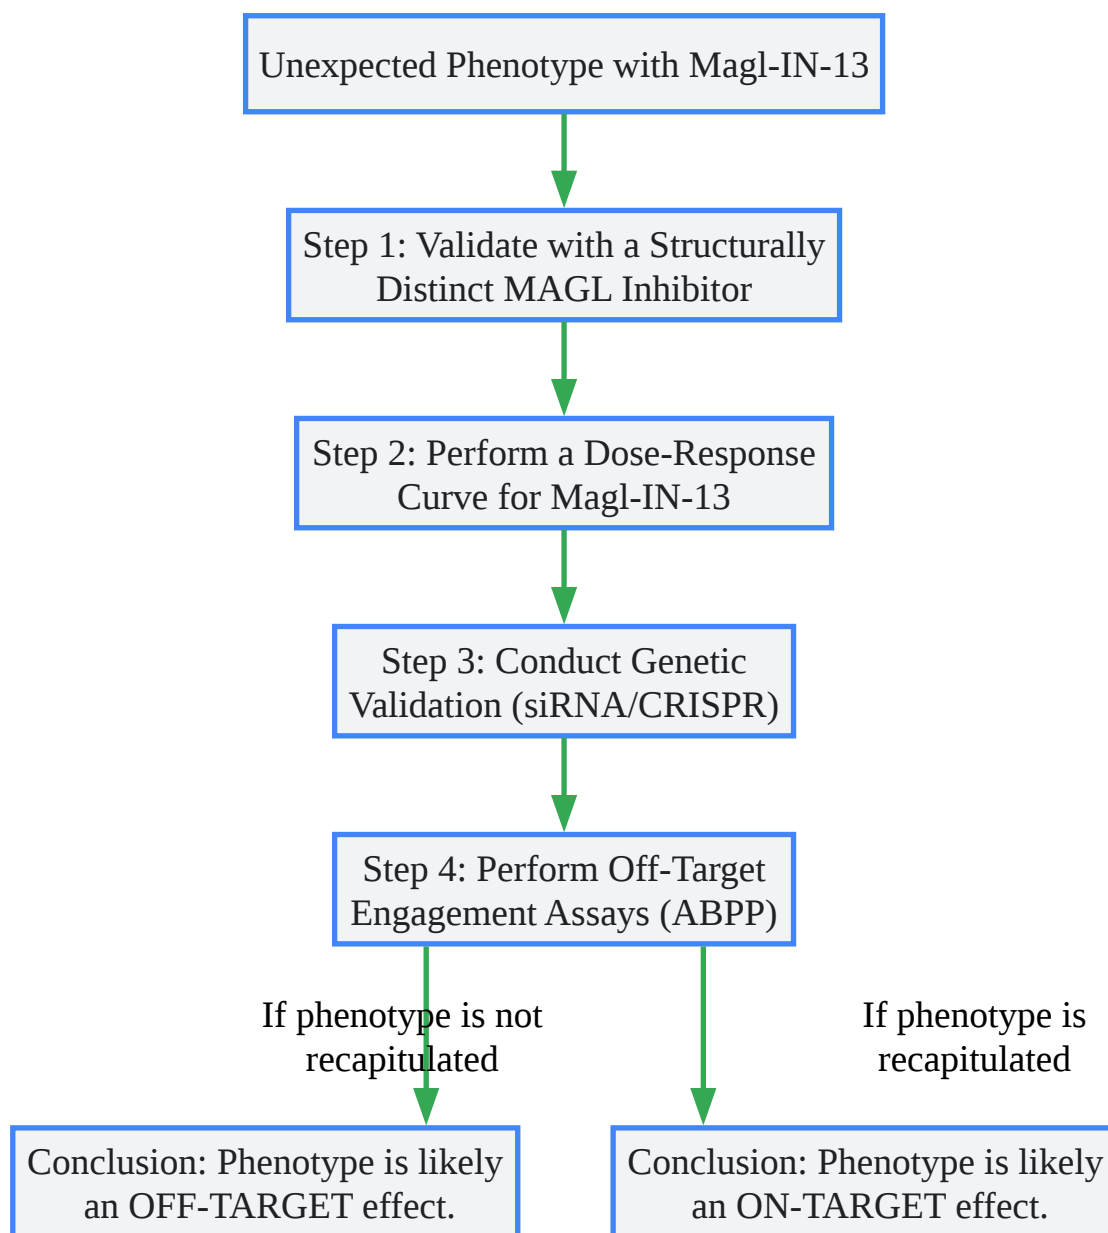 Unexpected Phenotype with Magl-IN-13
Step 1: Validate with a Structurally
Distinct MAGL Inhibitor
Step 2: Perform a Dose-Response
Curve for Magl-IN-13
Step 3: Conduct Genetic
Validation (siRNA/CRISPR)
Step 4: Perform Off-Target
Engagement Assays (ABPP)
If phenotype is not
recapitulated
If phenotype is
recapitulated
Conclusion: Phenotype is likely
an OFF-TARGET effect.
Conclusion: Phenotype is likely
an ON-TARGET effect.